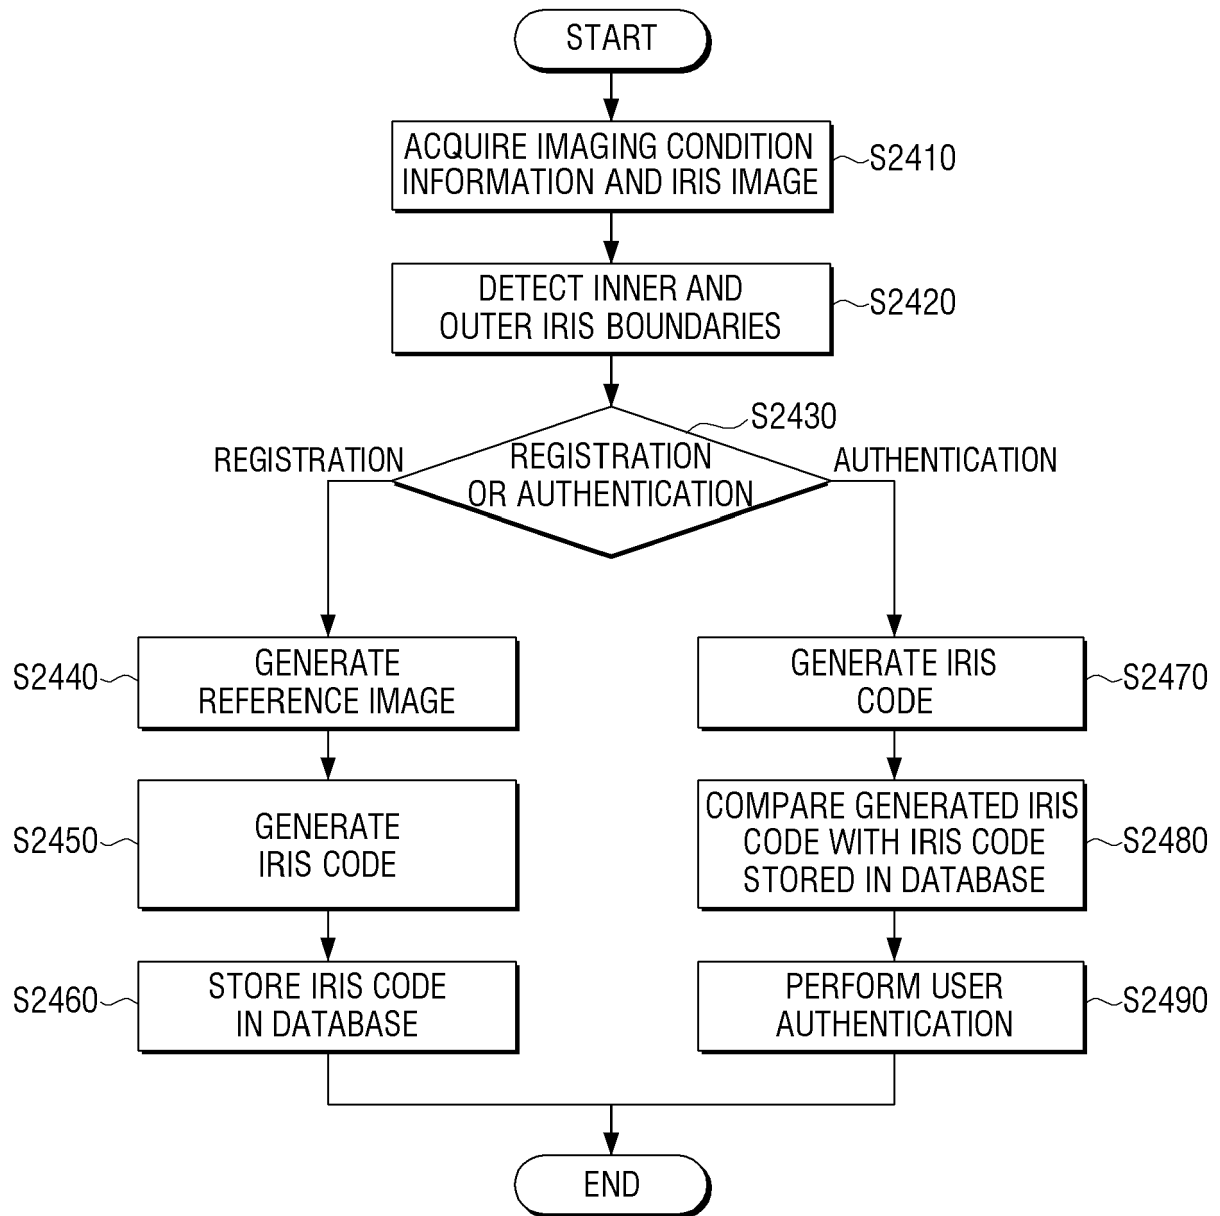 START
ACQUIRE IMAGING CONDITION
INFORMATION AND IRIS IMAGE
S2410
DETECT INNER AND
OUTER IRIS BOUNDARIES
S2420
S2430
REGISTRATION
REGISTRATION
OR AUTHENTICATION
AUTHENTICATION
S2440
GENERATE
REFERENCE IMAGE
S2450
GENERATE
IRIS CODE
S2460
STORE IRIS CODE
IN DATABASE
GENERATE IRIS
CODE
S2470
COMPARE GENERATED IRIS
CODE WITH IRIS CODE
STORED IN DATABASE
S2480
PERFORM USER
AUTHENTICATION
S2490
END